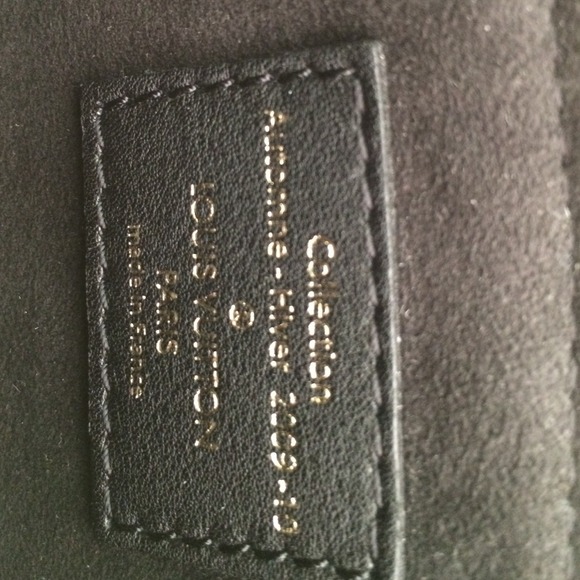 Collection
Automne - Hiver 2009-10
®
LOUIS VUITTON
PARIS
made in France